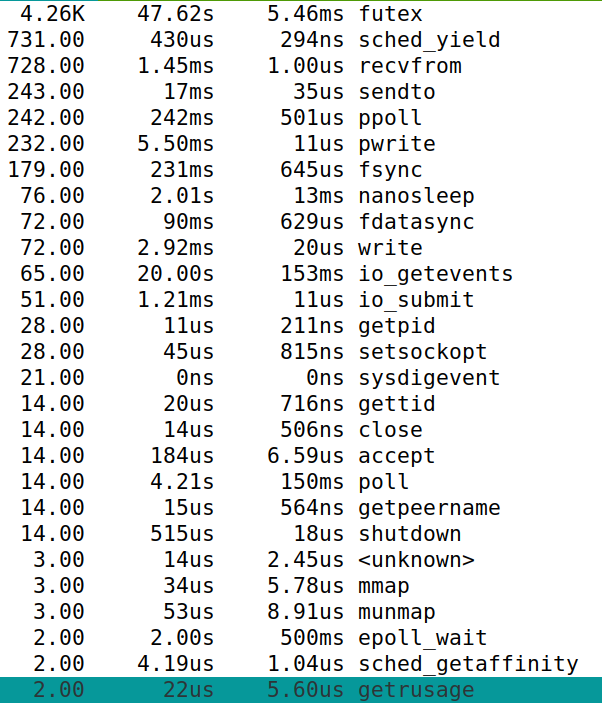 4.26K 47.62s 5.46ms futex
731.00 430us 294ns sched_yield
728.00 1.45ms 1.00us recvfrom
243.00 17ms 35us sendto
242.00 242ms 501us ppoll
232.00 5.50ms 11us pwrite
179.00 231ms 645us fsync
76.00 2.01s 13ms nanosleep
72.00 90ms 629us fdatasync
72.00 2.92ms 20us write
65.00 20.00s 153ms io_getevents
51.00 1.21ms 11us io_submit
28.00 11us 211ns getpid
28.00 45us 815ns setsockopt
21.00 0ns 0ns sysdigevent
14.00 20us 716ns gettid
14.00 14us 506ns close
14.00 184us 6.59us accept
14.00 4.21s 150ms poll
14.00 15us 564ns getpeername
14.00 515us 18us shutdown
3.00 14us 2.45us <unknown>
3.00 34us 5.78us mmap
3.00 53us 8.91us munmap
2.00 2.00s 500ms epoll_wait
2.00 4.19us 1.04us sched_getaffinity
2.00 22us 5.60us getrusage